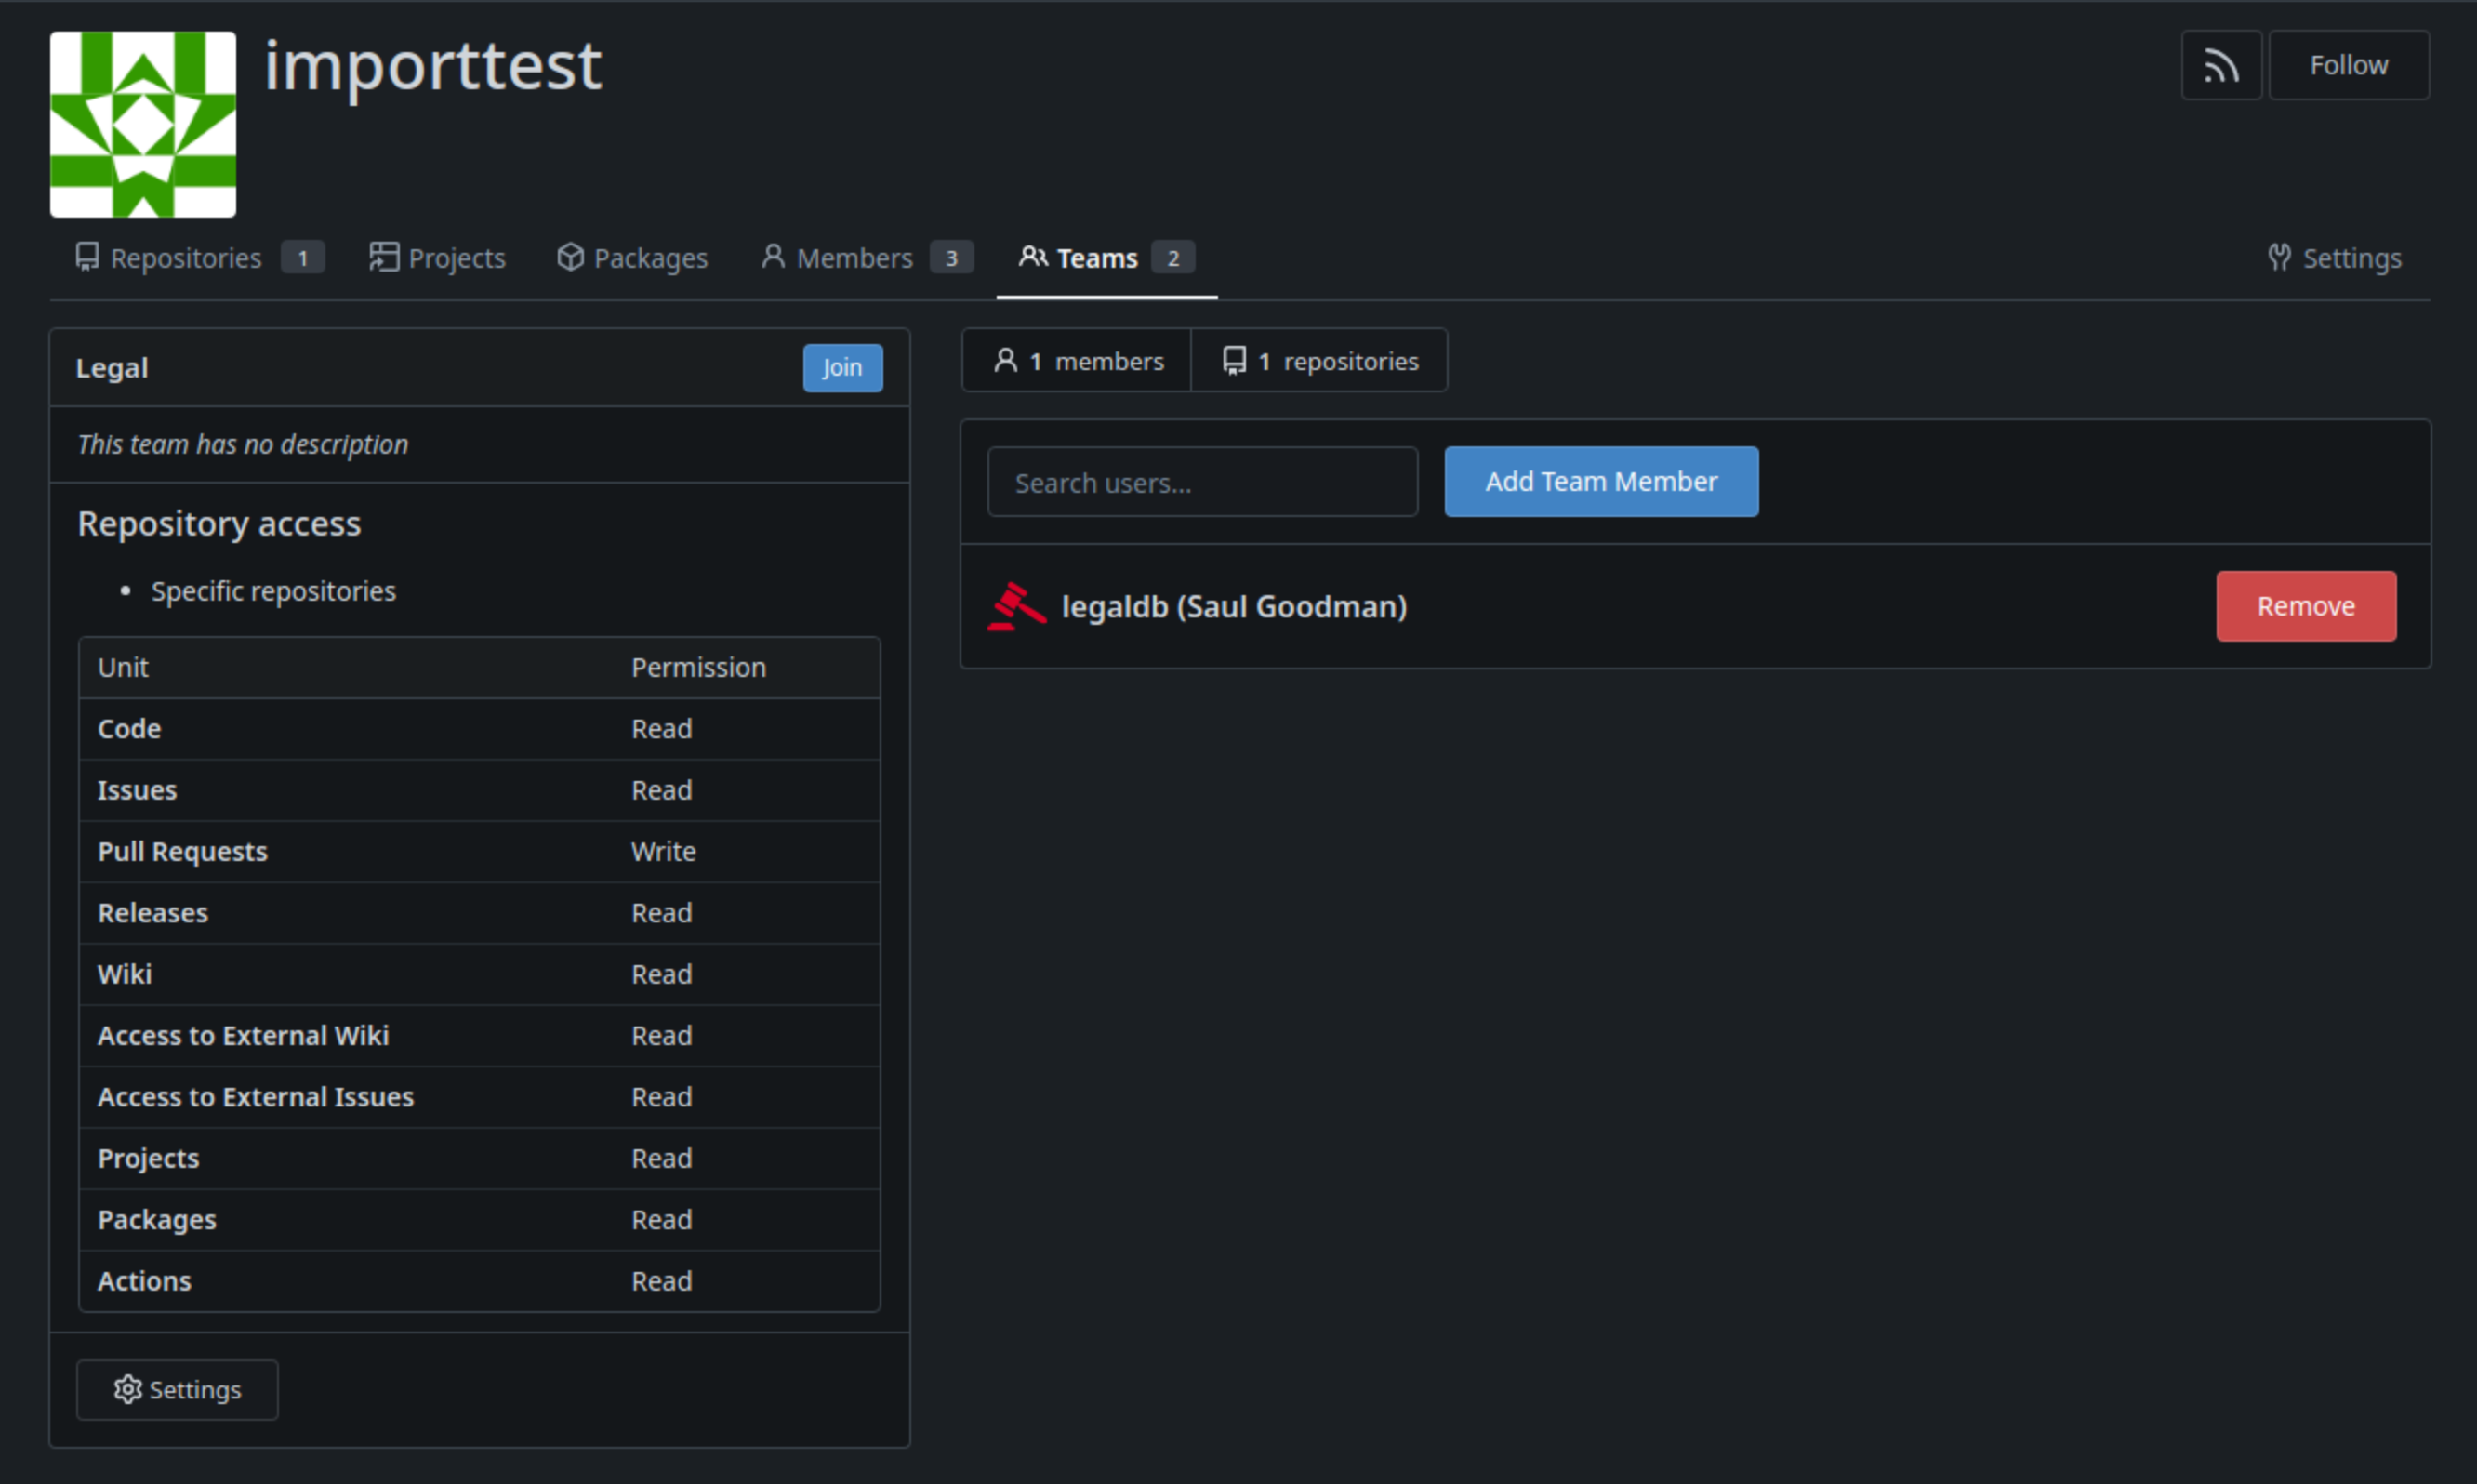 importtest
Follow
Repositories 1 Projects Packages Members 3 Teams 2 Settings
Legal Join
This team has no description
Repository access
• Specific repositories
Unit Permission
Code Read
Issues Read
Pull Requests Write
Releases Read
Wiki Read
Access to External Wiki Read
Access to External Issues Read
Projects Read
Packages Read
Actions Read
Settings
1 members 1 repositories
Search users... Add Team Member
legaldb (Saul Goodman) Remove